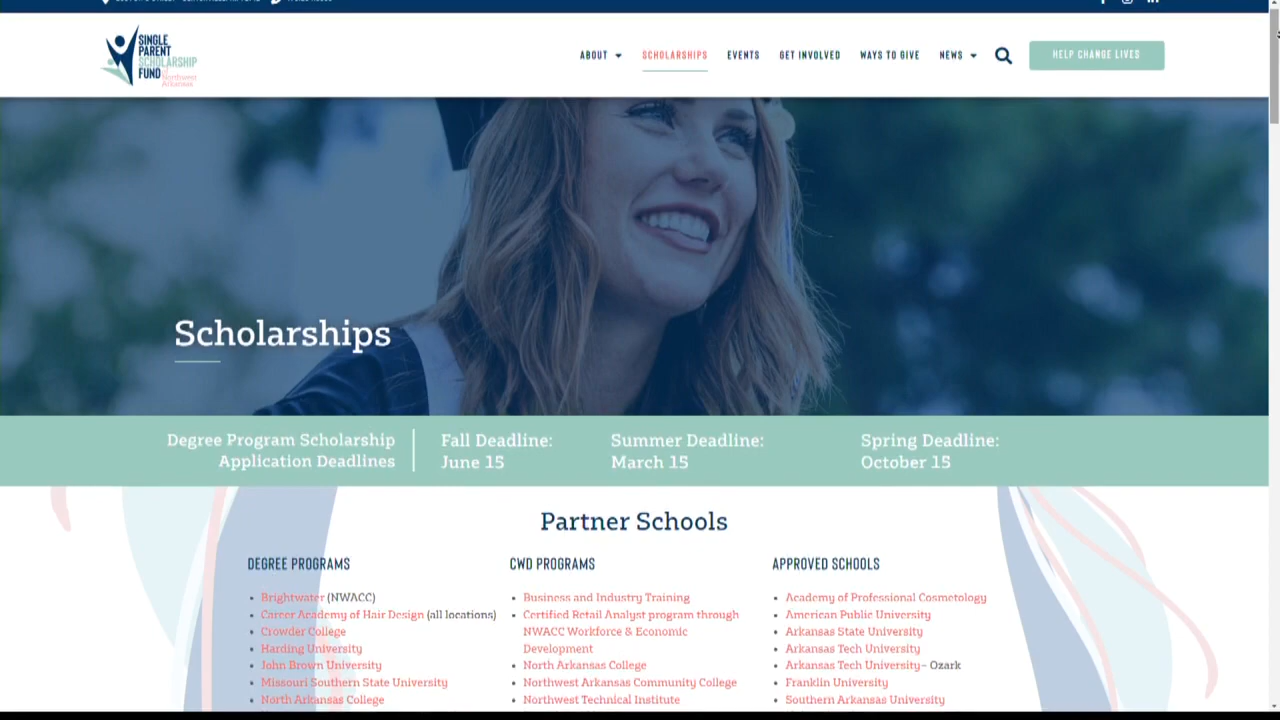 SINGLE
PARENT
SCHOLARSHIP
FUND of
Northwest
Arkansas
ABOUT
SCHOLARSHIPS
EVENTS
GET INVOLVED
WAYS TO GIVE
NEWS
HELP CHANGE LIVES
Scholarships
Degree Program Scholarship
Application Deadlines
Fall Deadline:
June 15
Summer Deadline:
March 15
Spring Deadline:
October 15
Partner Schools
DEGREE PROGRAMS
Brightwater (NWACC)
Career Academy of Hair Design (all locations)
Crowder College
Harding University
John Brown University
Missouri Southern State University
North Arkansas College
CWD PROGRAMS
Business and Industry Training
Certified Retail Analyst program through
NWACC Workforce & Economic
Development
North Arkansas College
Northwest Arkansas Community College
Northwest Technical Institute
APPROVED SCHOOLS
Academy of Professional Cosmetology
American Public University
Arkansas State University
Arkansas Tech University
Arkansas Tech University– Ozark
Franklin University
Southern Arkansas University